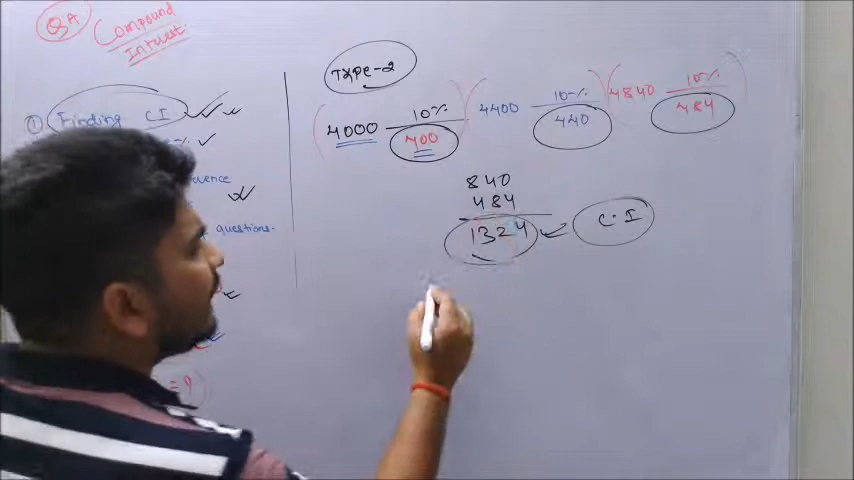 QA Compound
Interest
Type-2
① Finding CI
4000 10% 400
4400 10% 440
4840 10% 484
840
484
1324 C.I
questions.
= ?